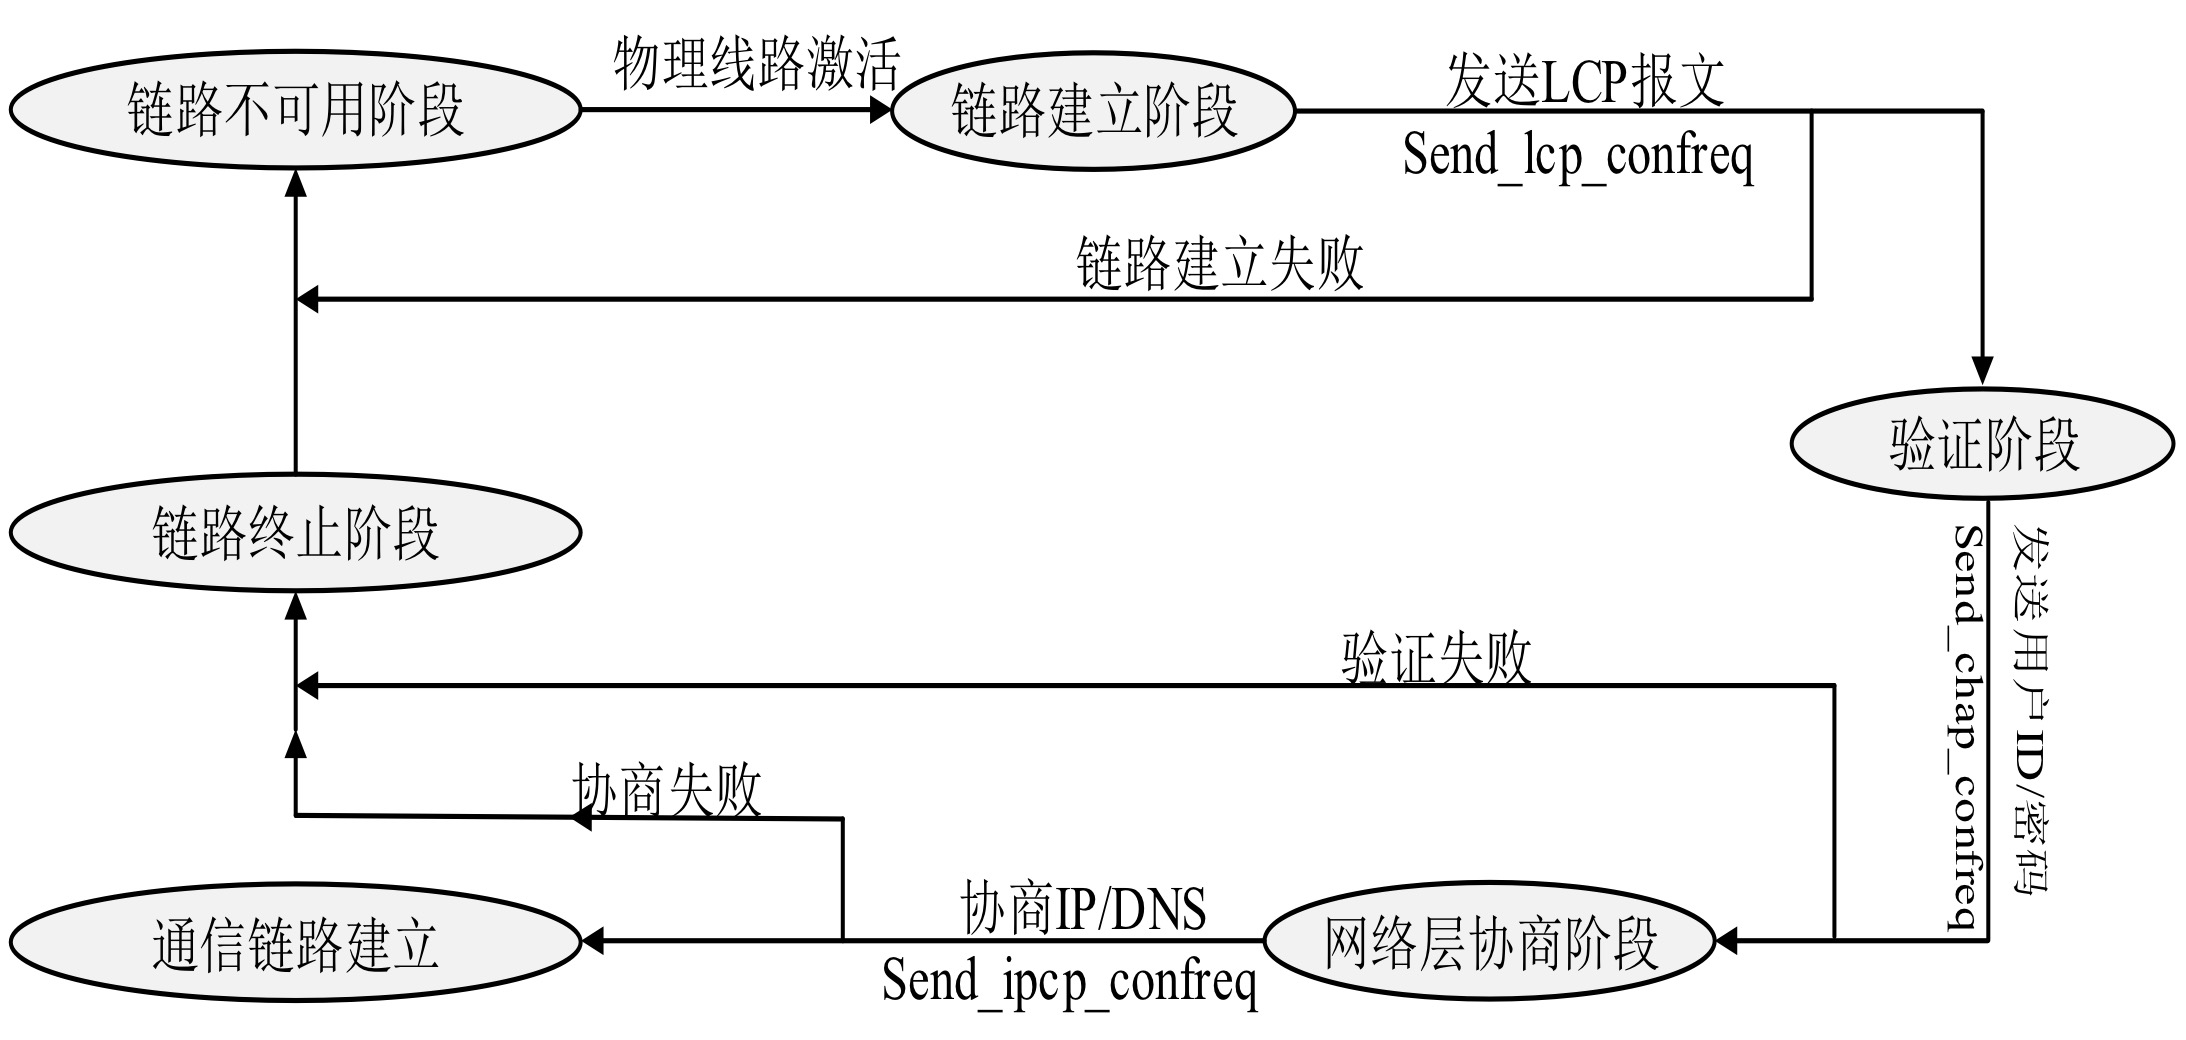 链路不可用阶段
物理线路激活
链路建立阶段
发送LCP报文
Send_lcp_confreq
链路建立失败
验证阶段
链路终止阶段
发送用户ID/密码
Send_chap_confreq
验证失败
协商失败
通信链路建立
协商IP/DNS
Send_ipcp_confreq
网络层协商阶段